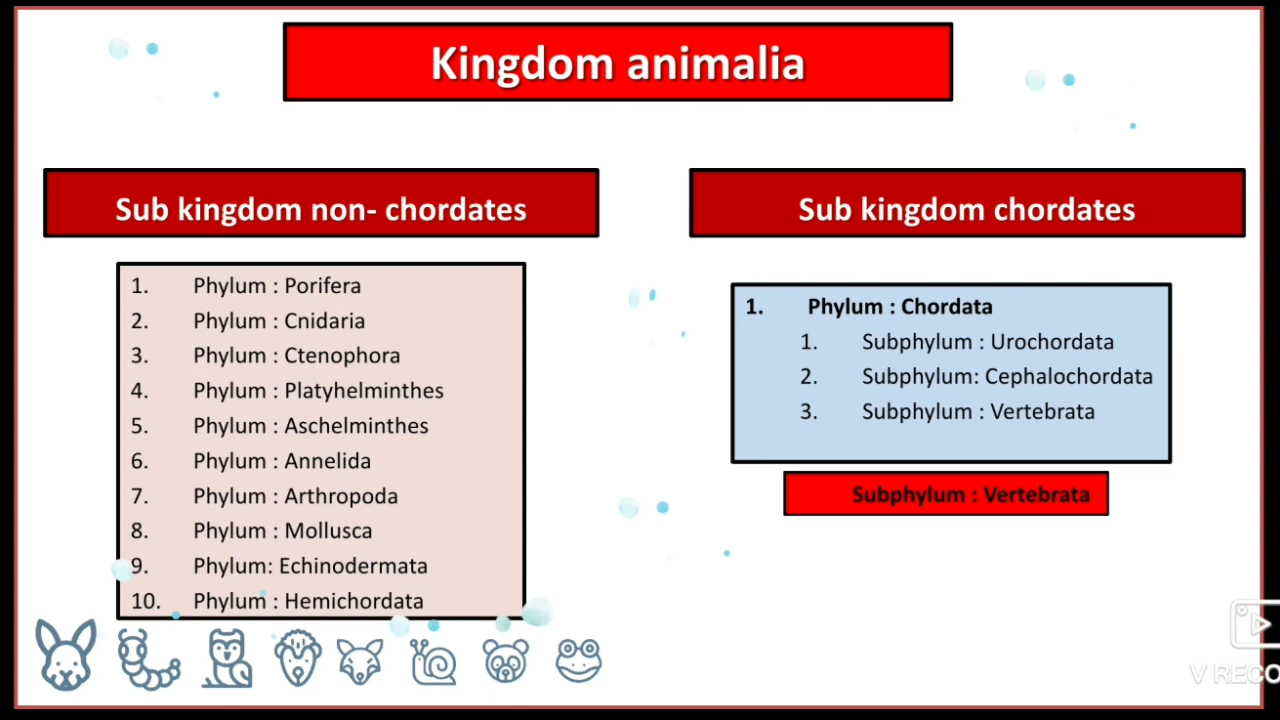 Kingdom animalia
Sub kingdom non- chordates
1. Phylum : Porifera
2. Phylum : Cnidaria
3. Phylum : Ctenophora
4. Phylum : Platyhelminthes
5. Phylum : Aschelminthes
6. Phylum : Annelida
7. Phylum : Arthropoda
8. Phylum : Mollusca
9. Phylum: Echinodermata
10. Phylum : Hemichordata
Sub kingdom chordates
1. Phylum : Chordata
1. Subphylum : Urochordata
2. Subphylum: Cephalochordata
3. Subphylum : Vertebrata
Subphylum : Vertebrata
V RECO